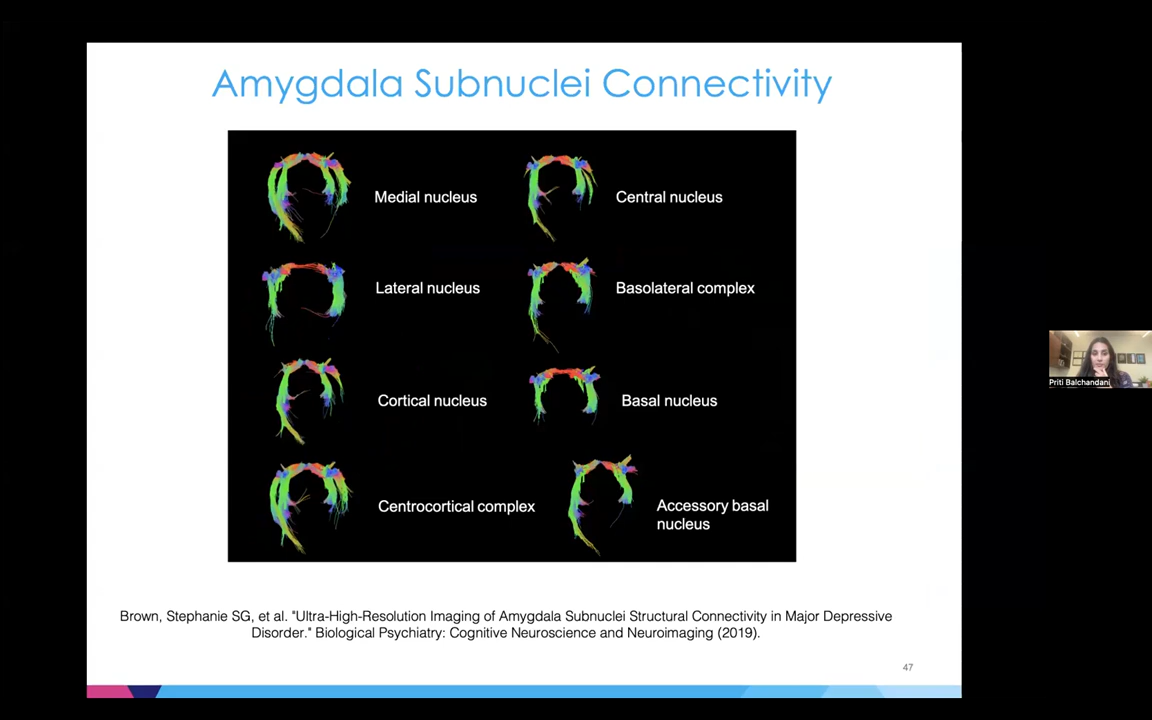 Amygdala Subnuclei Connectivity
Medial nucleus
Central nucleus
Lateral nucleus
Basolateral complex
Cortical nucleus
Basal nucleus
Centrocortical complex
Accessory basal
nucleus
Brown, Stephanie SG, et al. "Ultra-High-Resolution Imaging of Amygdala Subnuclei Structural Connectivity in Major Depressive
Disorder." Biological Psychiatry: Cognitive Neuroscience and Neuroimaging (2019).
47
Priti Balchandani